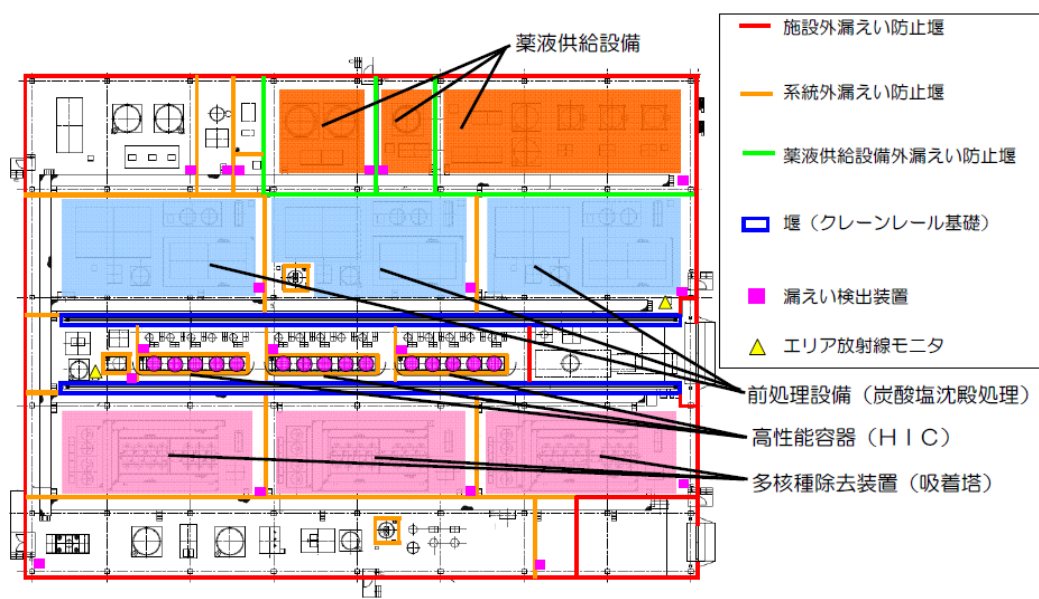 薬液供給設備
施設外漏えい防止堰
系統外漏えい防止堰
薬液供給設備外漏えい防止堰
堰（クレーンレール基礎）
漏えい検出装置
エリア放射線モニタ
前処理設備（炭酸塩沈殿処理）
高性能容器（ＨＩＣ）
多核種除去装置（吸着塔）